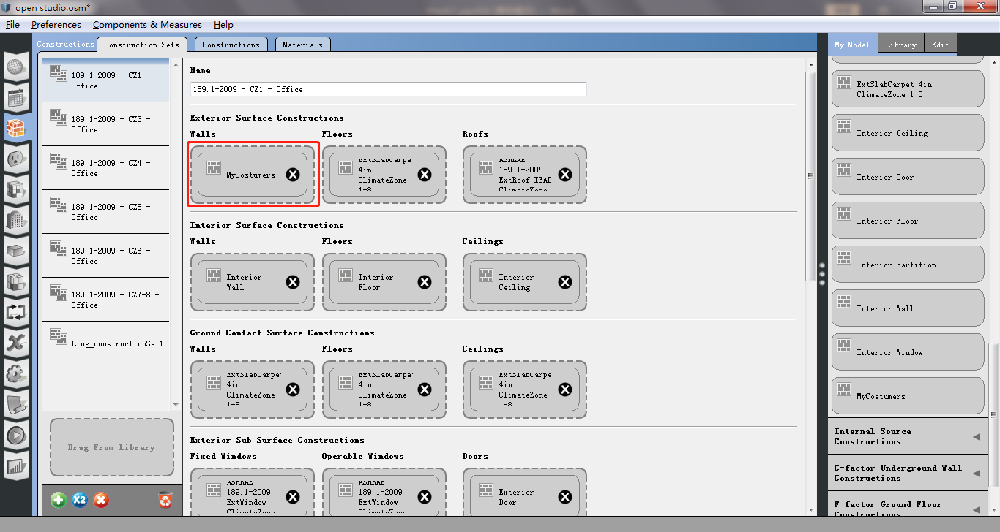 open studio.osm*
File Preferences Components & Measures Help
Constructions Construction Sets Constructions Materials
My Model Library Edit
189.1-2009 - CZ1 -
Office
189.1-2009 - CZ3 -
Office
189.1-2009 - CZ4 -
Office
189.1-2009 - CZ5 -
Office
189.1-2009 - CZ6 -
Office
189.1-2009 - CZ7-8 -
Office
Ling_constructionSet1
Drag From Library
X2
Name
189.1-2009 - CZ1 - Office
Exterior Surface Constructions
Walls Floors Roofs
MyCostumers
ExtSlabCarpet
4in
ClimateZone
1-8
ASHRAE
189.1-2009
ExtRoof IEAD
ClimateZone
Interior Surface Constructions
Walls Floors Ceilings
Interior
Wall
Interior
Floor
Interior
Ceiling
Ground Contact Surface Constructions
Walls Floors Ceilings
ExtSlabCarpet
4in
ClimateZone
1-8
ExtSlabCarpet
4in
ClimateZone
1-8
ExtSlabCarpet
4in
ClimateZone
1-8
Exterior Sub Surface Constructions
Fixed Windows Operable Windows Doors
ASHRAE
189.1-2009
ExtWindow
ClimateZone
ASHRAE
189.1-2009
ExtWindow
ClimateZone
Exterior
Door
ExtSlabCarpet 4in
ClimateZone 1-8
Interior Ceiling
Interior Door
Interior Floor
Interior Partition
Interior Wall
Interior Window
MyCostumers
Internal Source
Constructions
C-factor Underground Wall
Constructions
F-factor Ground Floor
Constructions